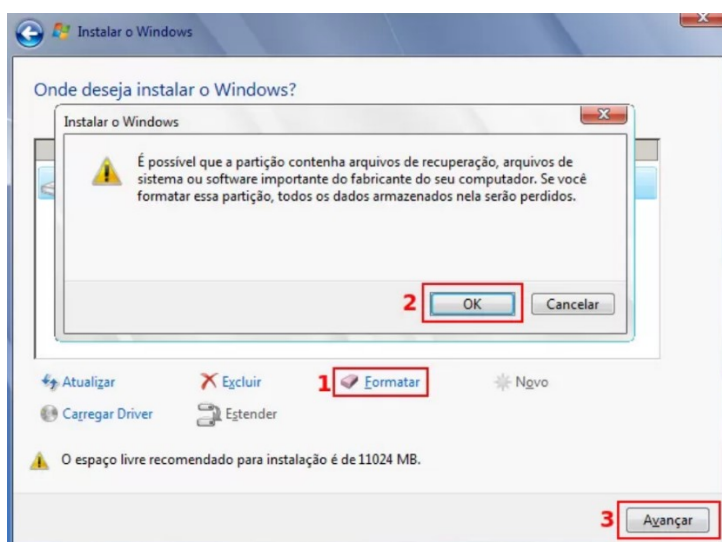 Instalar o Windows
Onde deseja instalar o Windows?
Instalar o Windows
É possível que a partição contenha arquivos de recuperação, arquivos de
sistema ou software importante do fabricante do seu computador. Se você
formatar essa partição, todos os dados armazenados nela serão perdidos.
2 OK Cancelar
Atualizar Excluir 1 Formatar Novo
Carregar Driver Estender
O espaço livre recomendado para instalação é de 11024 MB.
3 Avançar